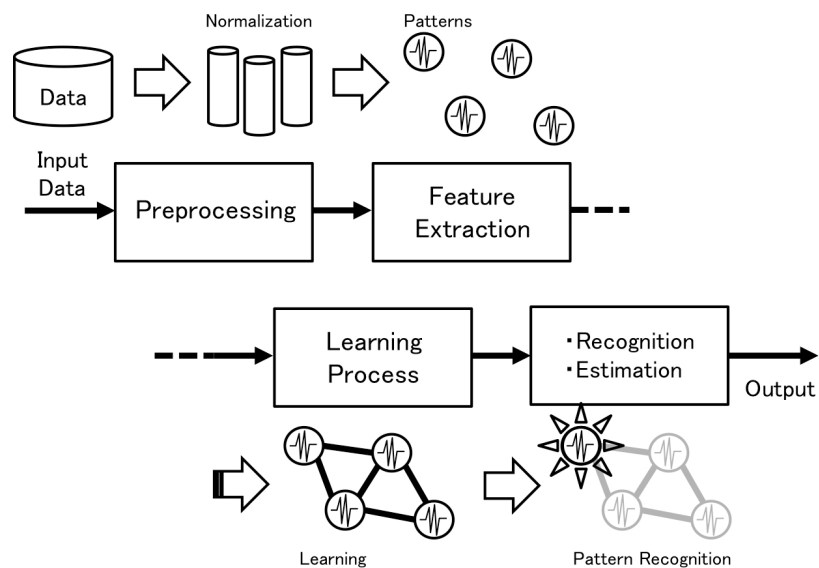 Normalization
Patterns
Data
Input
Data
Preprocessing
Feature
Extraction
Learning
Process
・Recognition
・Estimation
Output
Learning
Pattern Recognition